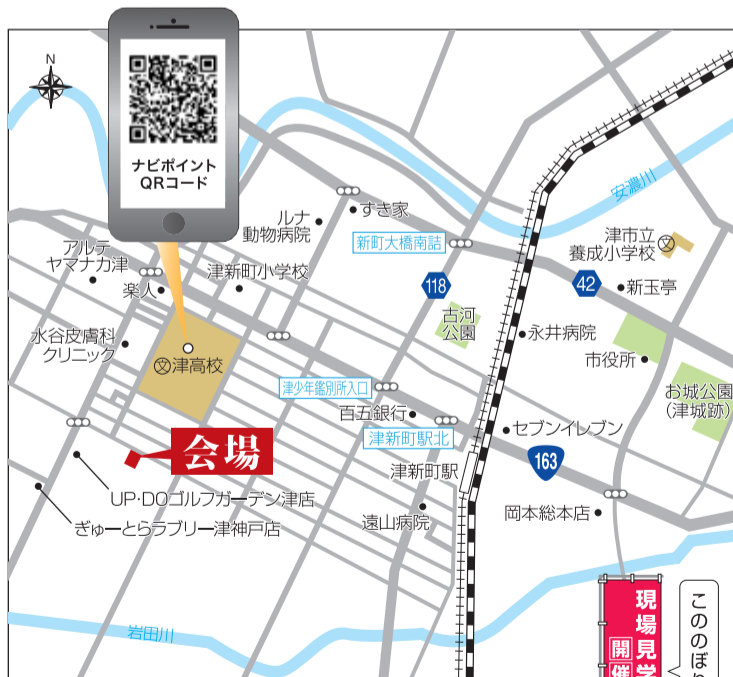 N
ナビポイント
QRコード
安濃川
すき家
ルナ
動物病院
新町大橋南詰
津市立
養成小学校
文
アルテ
ヤマナカ津
津新町小学校
楽人
118
42
新玉亭
古河
公園
永井病院
水谷皮膚科
クリニック
文津高校
市役所
津少年鑑別所入口
お城公園
(津城跡)
百五銀行
津新町駅北
セブンイレブン
会場
津新町駅
163
UP・DOゴルフガーデン津店
遠山病院
岡本総本店
ぎゅーとらラブリー津神戸店
岩田川
こののぼり
現場見学
開催